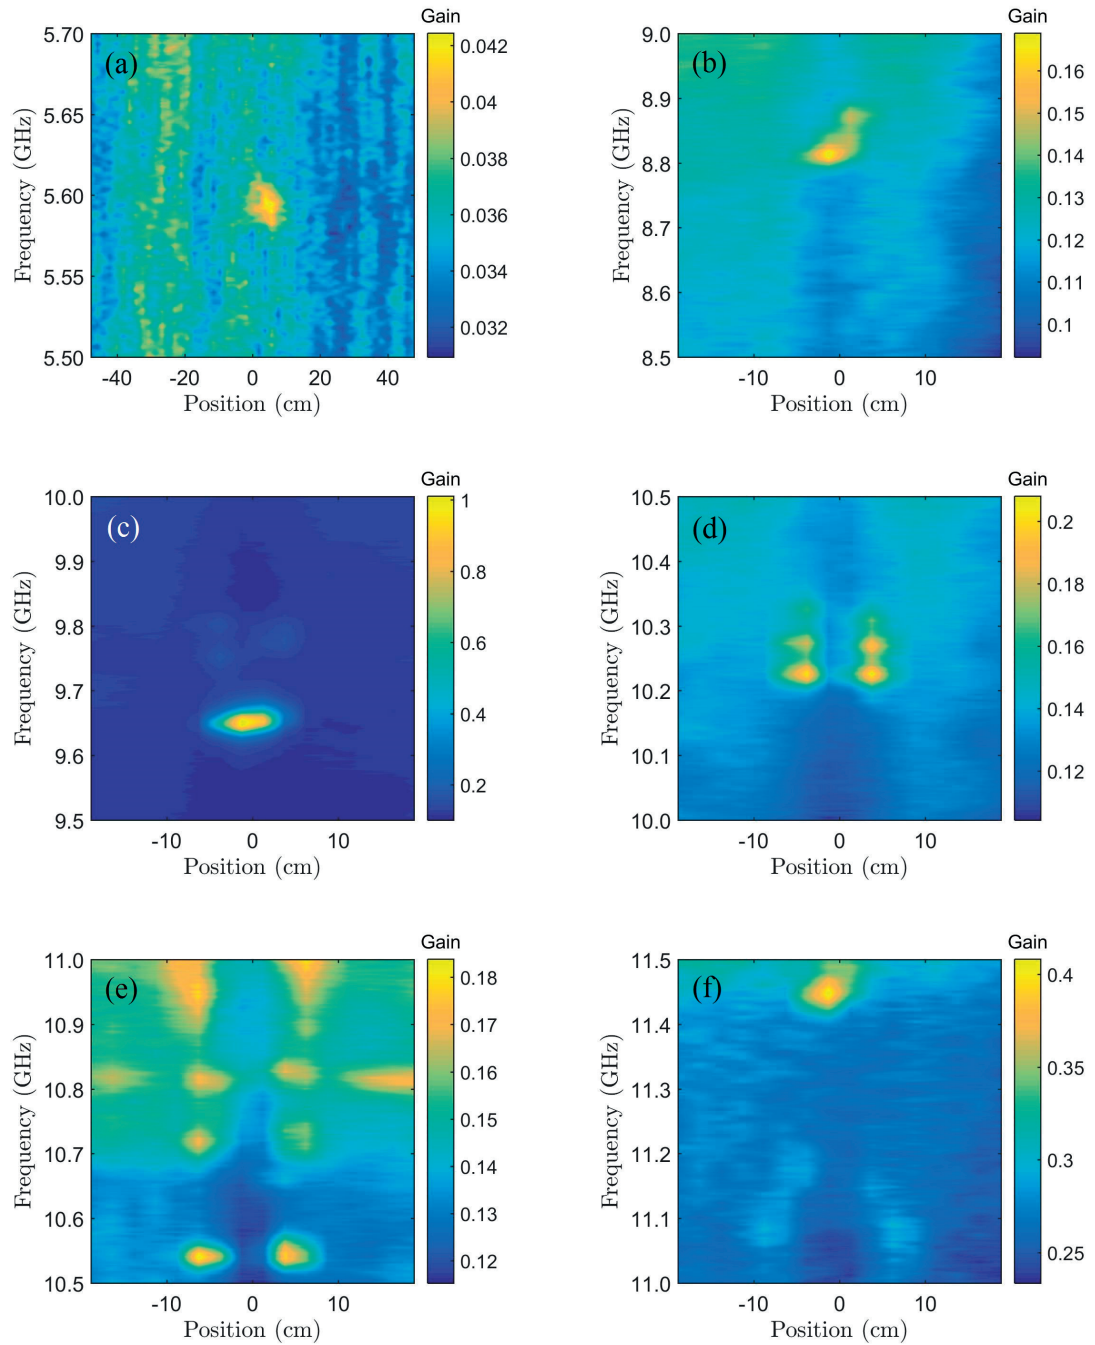 Gain
(a)
5.70
5.65
5.60
5.55
5.50
Frequency (GHz)
-40 -20 0 20 40
Position (cm)
0.042
0.04
0.038
0.036
0.034
0.032
Gain
(b)
9.0
8.9
8.8
8.7
8.6
8.5
Frequency (GHz)
-10 0 10
Position (cm)
0.16
0.15
0.14
0.13
0.12
0.11
0.1
Gain
(c)
10.0
9.9
9.8
9.7
9.6
9.5
Frequency (GHz)
-10 0 10
Position (cm)
1
0.8
0.6
0.4
0.2
Gain
(d)
10.5
10.4
10.3
10.2
10.1
10.0
Frequency (GHz)
-10 0 10
Position (cm)
0.2
0.18
0.16
0.14
0.12
Gain
(e)
11.0
10.9
10.8
10.7
10.6
10.5
Frequency (GHz)
-10 0 10
Position (cm)
0.18
0.17
0.16
0.15
0.14
0.13
0.12
Gain
(f)
11.5
11.4
11.3
11.2
11.1
11.0
Frequency (GHz)
-10 0 10
Position (cm)
0.4
0.35
0.3
0.25